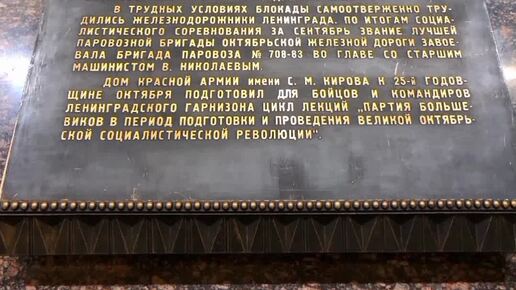 В ТРУДНЫХ УСЛОВИЯХ БЛОКАДЫ САМООТВЕРЖЕННО ТРУ-
ДИЛИСЬ ЖЕЛЕЗНОДОРОЖНИКИ ЛЕНИНГРАДА. ПО ИТОГАМ СОЦИА-
ЛИСТИЧЕСКОГО СОРЕВНОВАНИЯ ЗА СЕНТЯБРЬ ЗВАНИЕ ЛУЧШЕЙ
ПАРОВОЗНОЙ БРИГАДЫ ОКТЯБРЬСКОЙ ЖЕЛЕЗНОЙ ДОРОГИ ЗАВОЕ-
ВАЛА БРИГАДА ПАРОВОЗА № 708-83 ВО ГЛАВЕ СО СТАРШИМ
МАШИНИСТОМ В. НИКОЛАЕВЫМ.
ДОМ КРАСНОЙ АРМИИ имени С. М. КИРОВА К 25-й ГОДОВ-
ЩИНЕ ОКТЯБРЯ ПОДГОТОВИЛ ДЛЯ БОЙЦОВ И КОМАНДИРОВ
ЛЕНИНГРАДСКОГО ГАРНИЗОНА ЦИКЛ ЛЕКЦИЙ „ПАРТИЯ БОЛЬШЕ-
ВИКОВ В ПЕРИОД ПОДГОТОВКИ И ПРОВЕДЕНИЯ ВЕЛИКОЙ ОКТЯБРЬ-
СКОЙ СОЦИАЛИСТИЧЕСКОЙ РЕВОЛЮЦИИ".